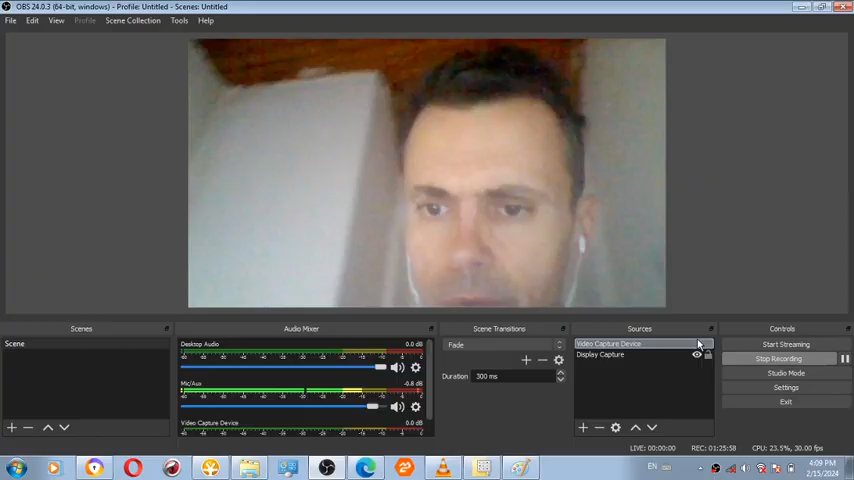 OBS 24.0.3 (64-bit, windows) - Profile: Untitled - Scenes: Untitled
File Edit View Profile Scene Collection Tools Help
Scenes Audio Mixer Scene Transitions Sources Controls
Scene
Desktop Audio 0.0 dB
Mic/Aux -0.8 dB
Video Capture Device 0.0 dB
Fade
Duration 300 ms
Video Capture Device
Display Capture
Start Streaming
Stop Recording
Studio Mode
Settings
Exit
LIVE: 00:00:00 REC: 01:25:58 CPU: 23.5%, 30.00 fps
EN
4:09 PM
2/15/2024